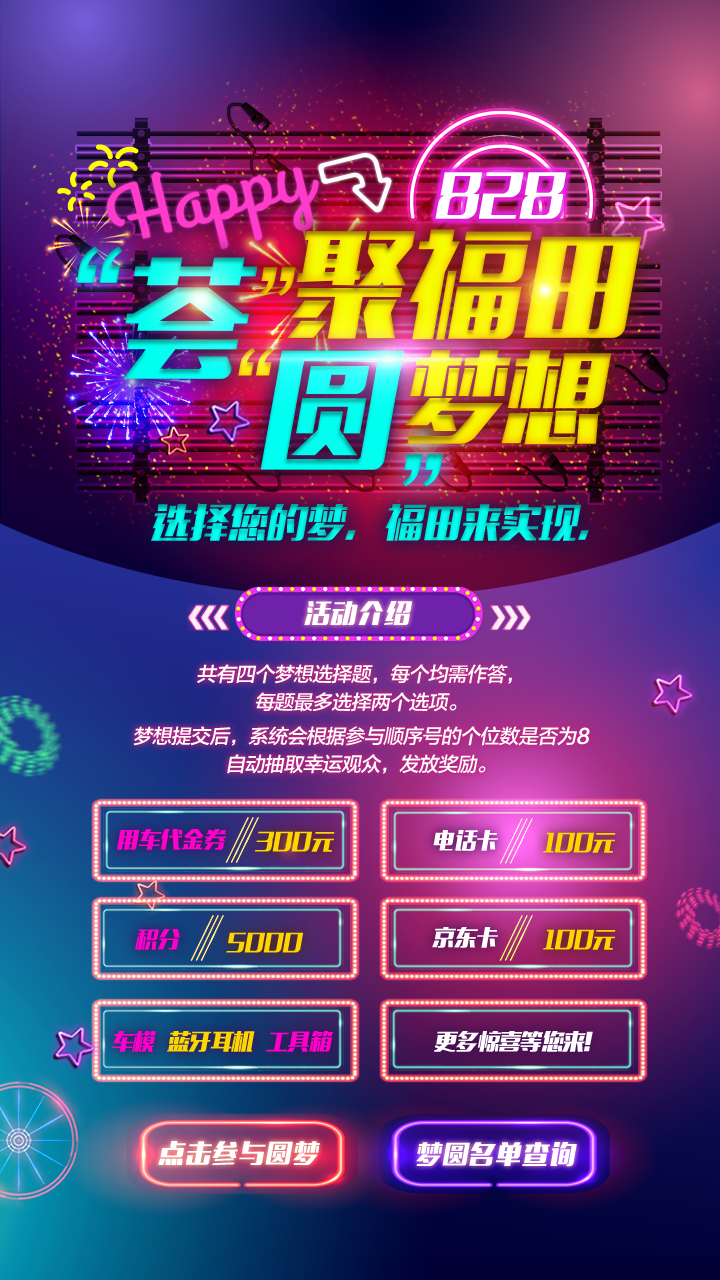 Happy
828
“荟”聚福田
“圆”梦想
选择您的梦,福田来实现.
活动介绍
共有四个梦想选择题,每个均需作答,
每题最多选择两个选项。
梦想提交后,系统会根据参与顺序号的个位数是否为8
自动抽取幸运观众,发放奖励。
用车代金券 300元
电话卡 100元
积分 5000
京东卡 100元
车模 蓝牙耳机 工具箱
更多惊喜等您来!
点击参与圆梦
梦圆名单查询